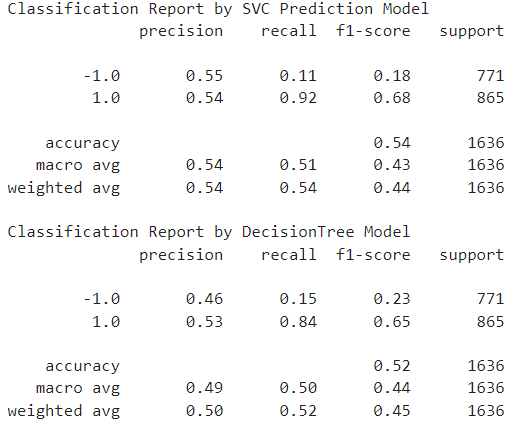 Classification Report by SVC Prediction Model
precision recall f1-score support
-1.0 0.55 0.11 0.18 771
1.0 0.54 0.92 0.68 865
accuracy 0.54 1636
macro avg 0.54 0.51 0.43 1636
weighted avg 0.54 0.54 0.44 1636
Classification Report by DecisionTree Model
precision recall f1-score support
-1.0 0.46 0.15 0.23 771
1.0 0.53 0.84 0.65 865
accuracy 0.52 1636
macro avg 0.49 0.50 0.44 1636
weighted avg 0.50 0.52 0.45 1636